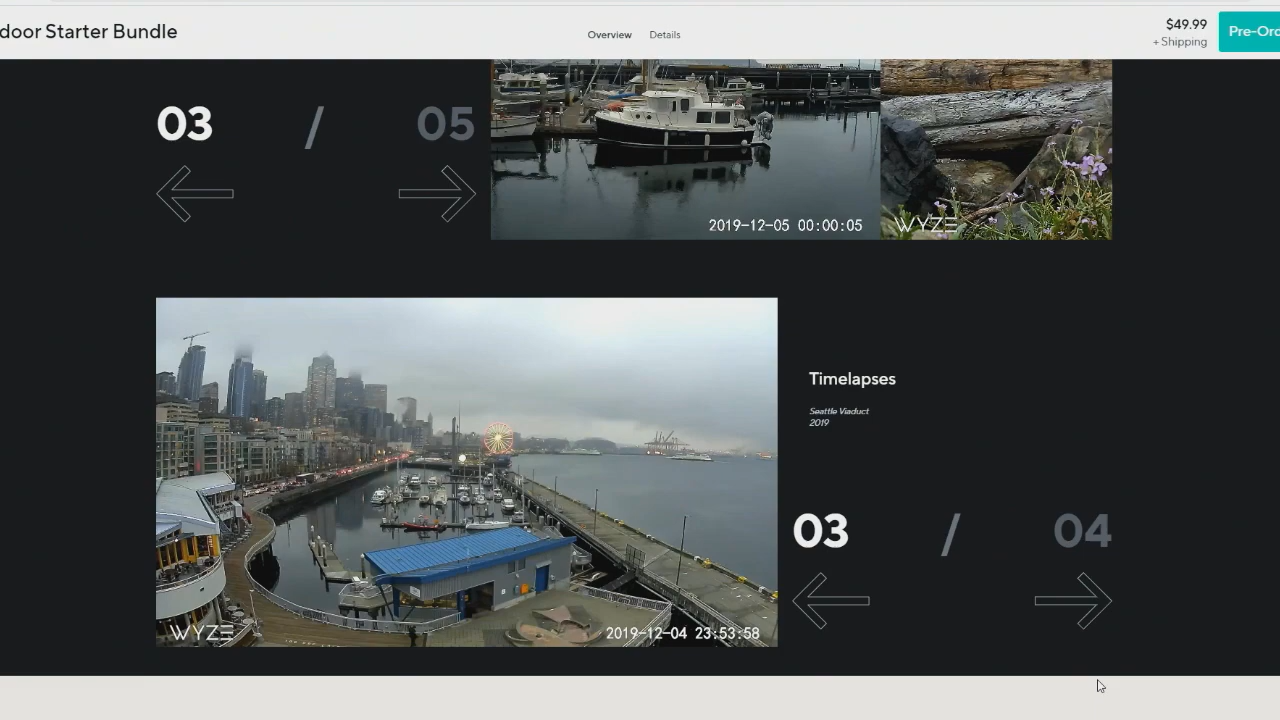 door Starter Bundle
Overview
Details
$49.99
+ Shipping
Pre-Orc
03 / 05
2019-12-05 00:00:05
WYZE
Timelapses
Seattle Viaduct
2019
03 / 04
WYZE
2019-12-04 23:53:58